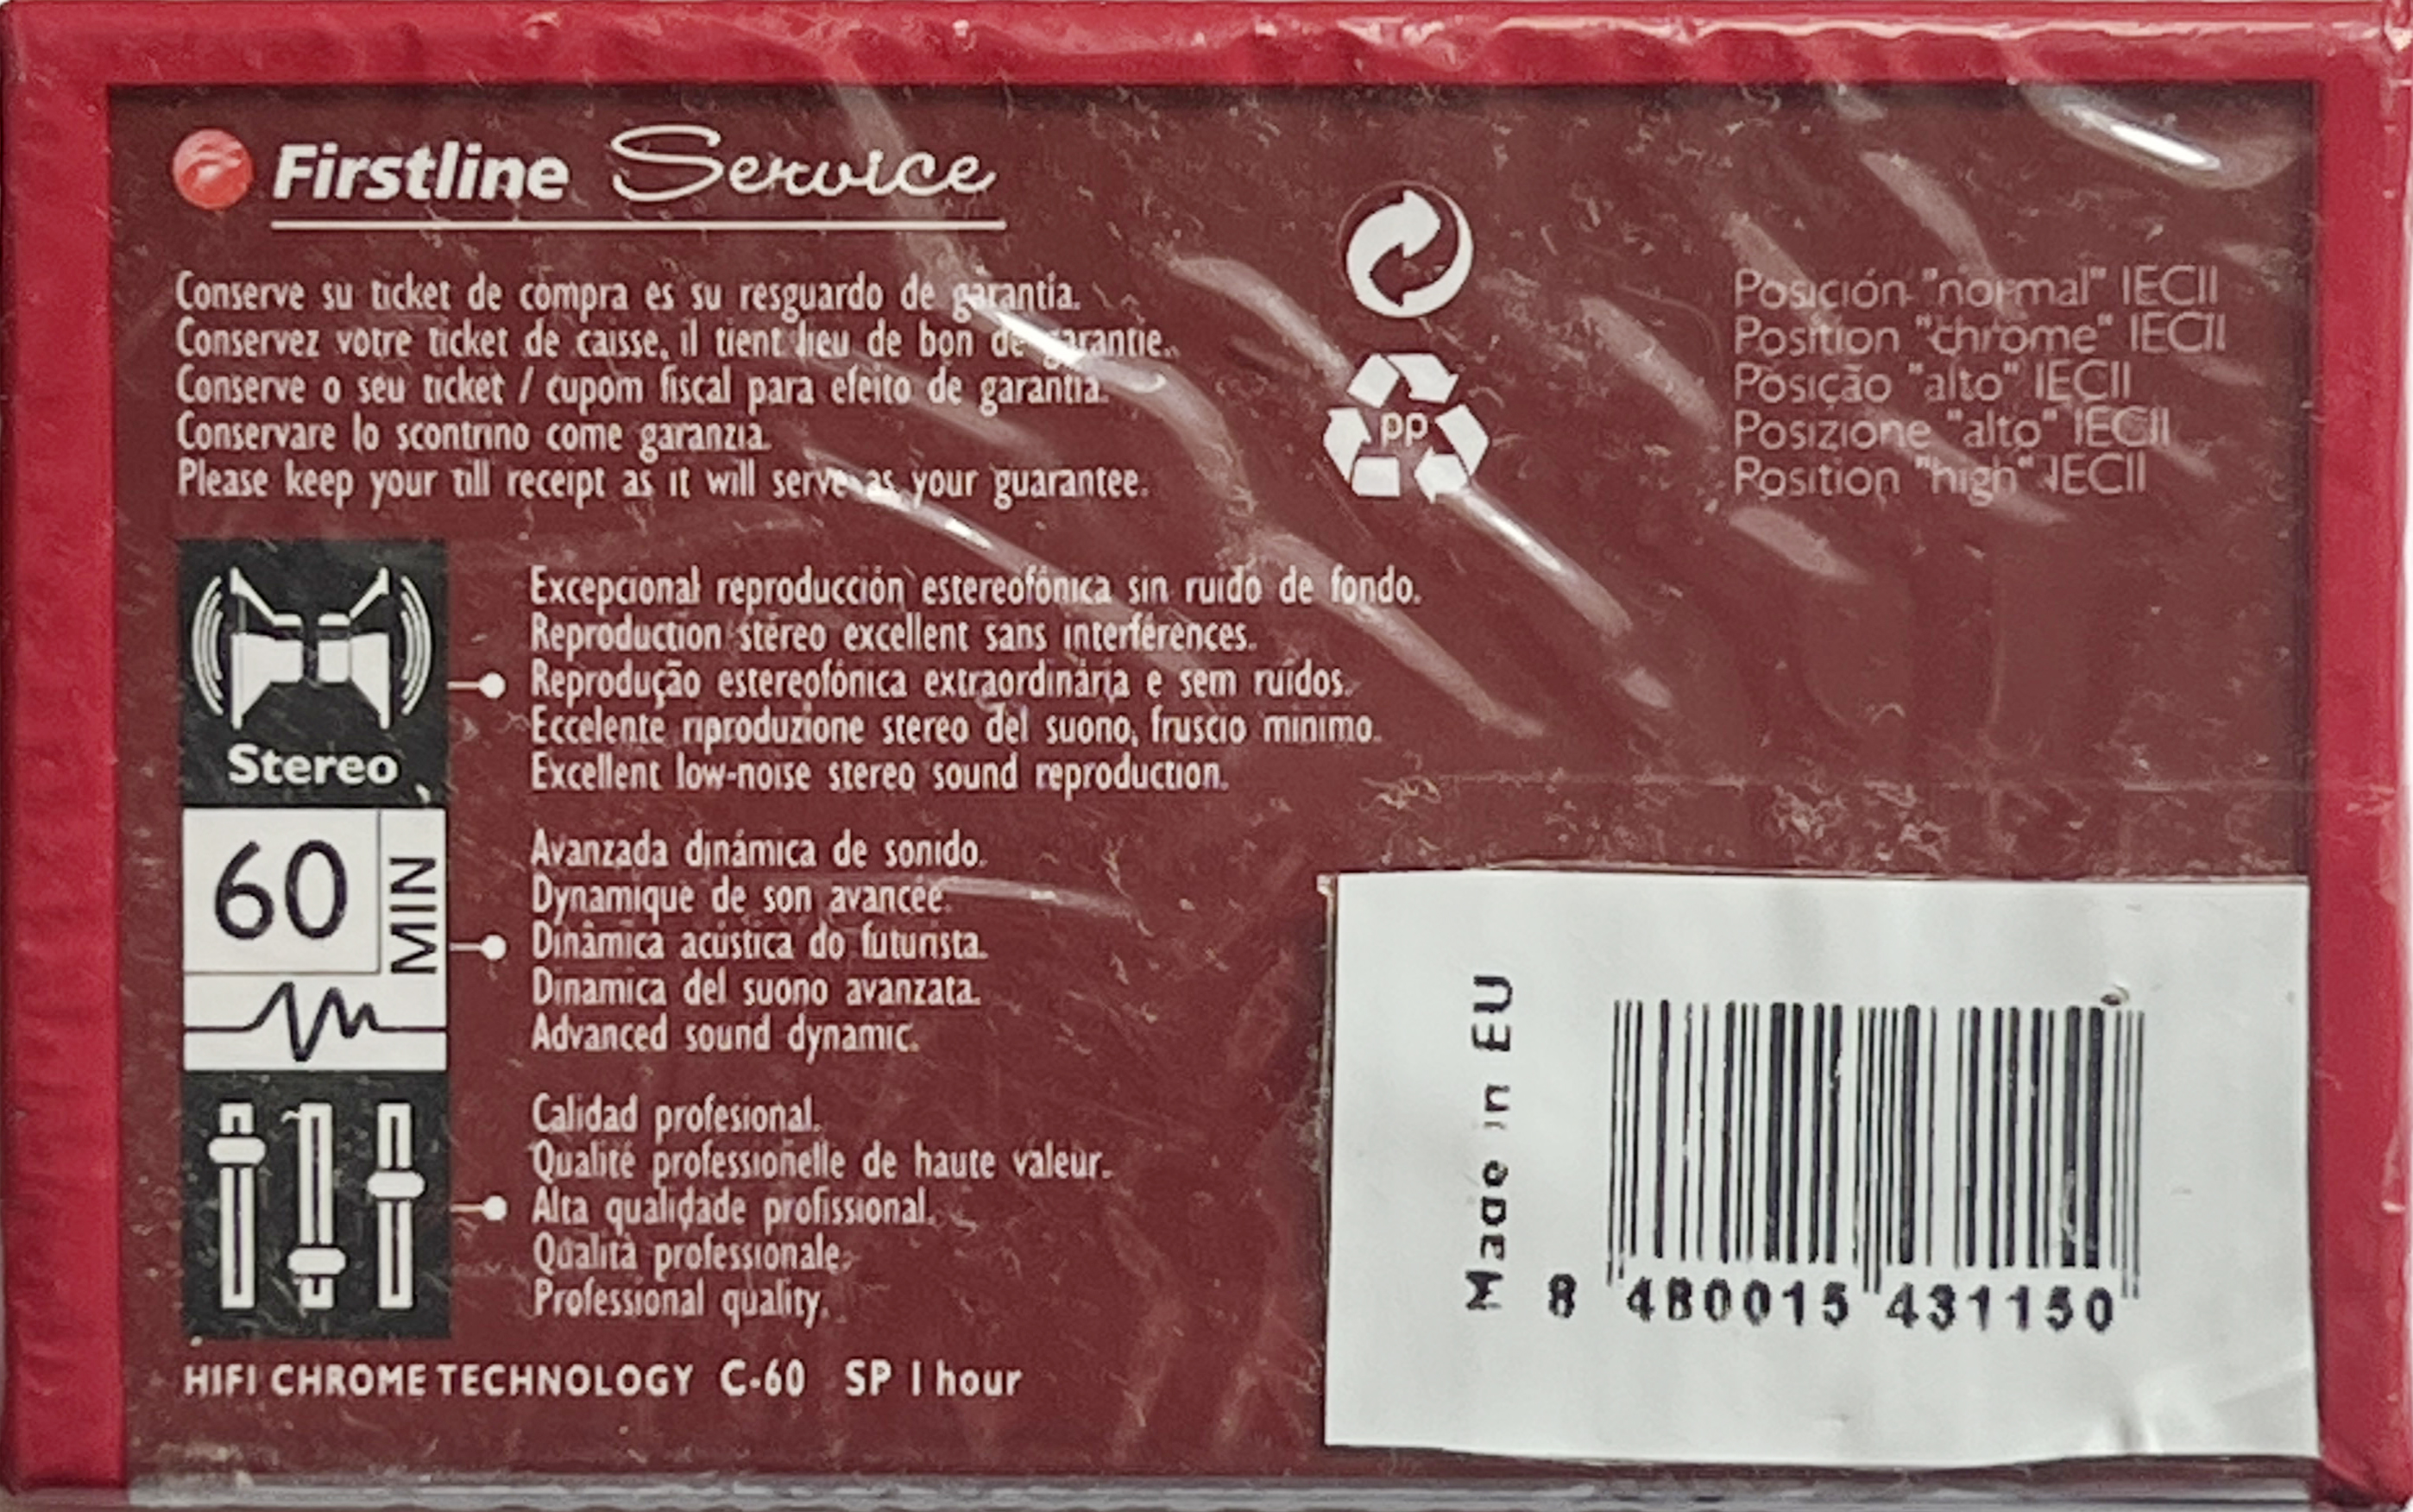 Firstline Service
Conserve su ticket de compra es su resguardo de garantía.
Conservez votre ticket de caisse, il tient lieu de bon de garantie.
Conserve o seu ticket / cupom fiscal para efeito de garantia.
Conservare lo scontrino come garanzia.
Please keep your till receipt as it will serve as your guarantee.
PP
Posición "normal" IECII
Position "chrome" IECII
Posição "alto" IECII
Posizione "alto" IECII
Position "high" IECII
Stereo
Excepcional reproducción estereofónica sin ruido de fondo.
Reproduction stéreo excellent sans interférences.
Reprodução estereofónica extraordinária e sem ruídos.
Eccelente riproduzione stereo del suono, fruscio minimo.
Excellent low-noise stereo sound reproduction.
60 MIN
Avanzada dinámica de sonido.
Dynamique de son avancée.
Dinâmica acústica do futurista.
Dinamica del suono avanzata.
Advanced sound dynamic.
Calidad profesional.
Qualité professionelle de haute valeur.
Alta qualidade profissional.
Qualità professionale.
Professional quality.
HIFI CHROME TECHNOLOGY C-60 SP 1 hour
Made in EU
8 480015 431150